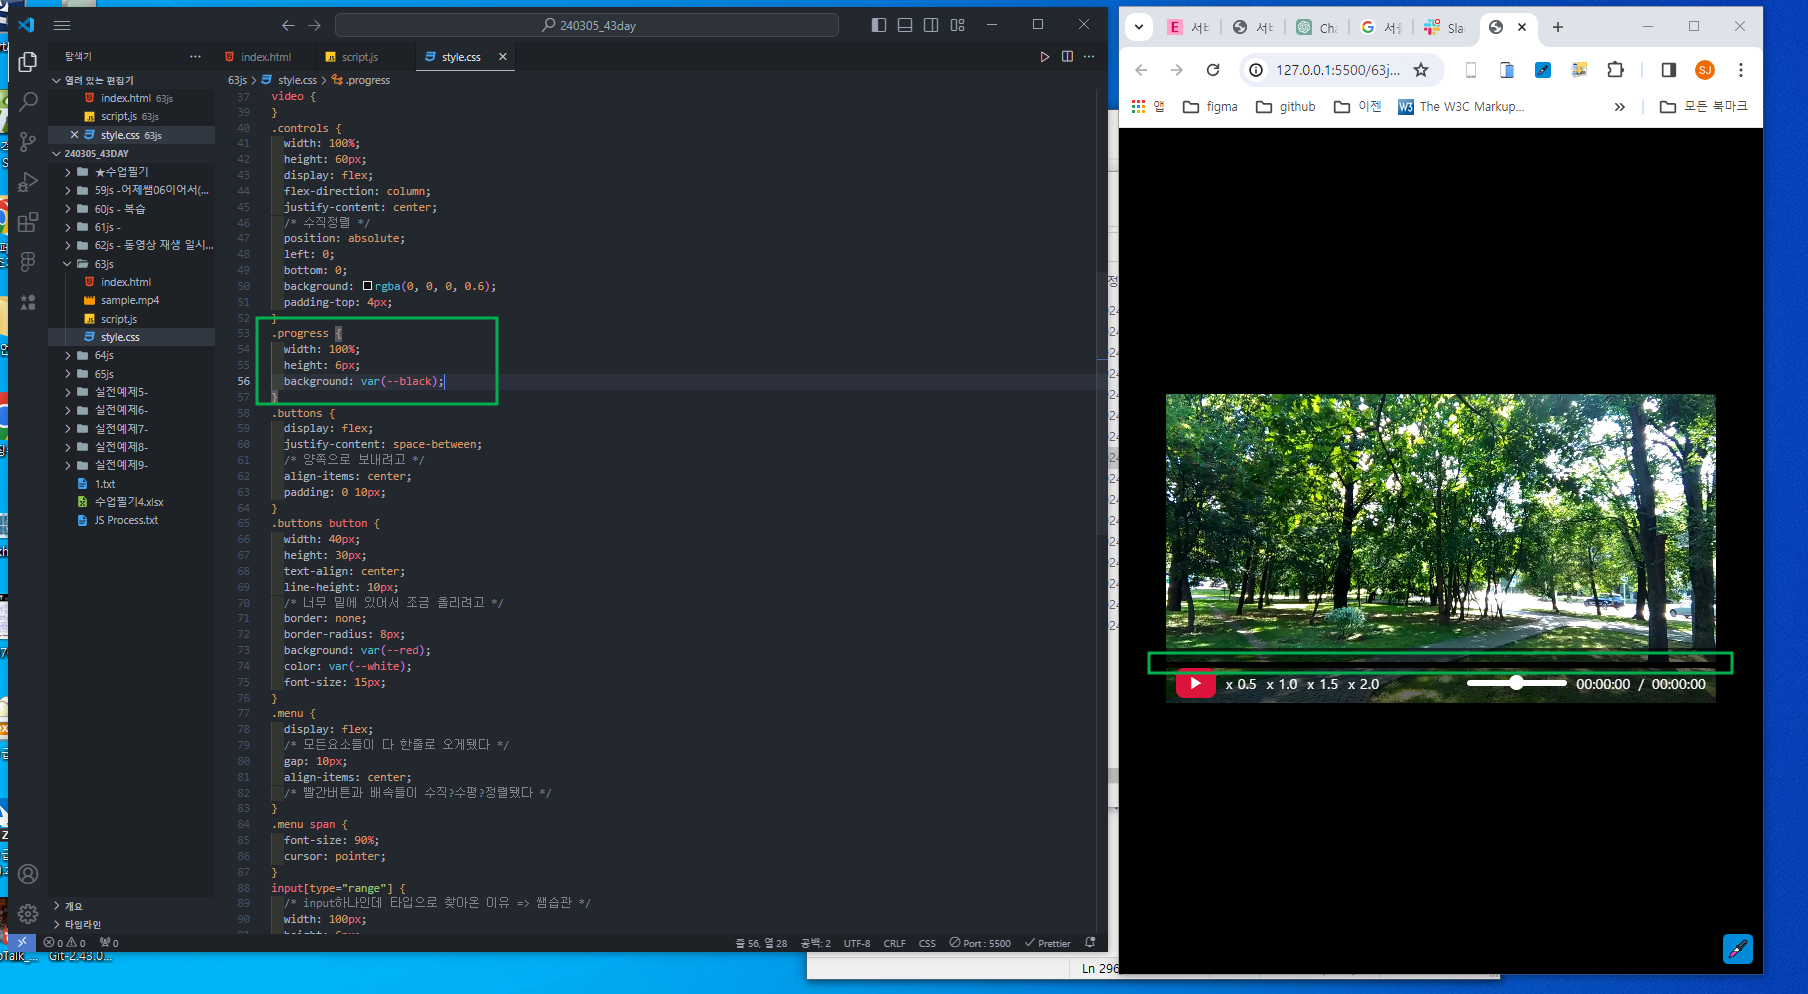 240305_43day
탐색기
index.html
script.js
style.css
63js > style.css > .progress
열려 있는 편집기
index.html 63js
script.js 63js
style.css 63js
240305_43DAY
★수업필기
59js -어제쌤06이어서(...
60js - 복습
61js -
62js - 동영상 재생 일시...
63js
index.html
sample.mp4
script.js
style.css
64js
65js
실전예제5-
실전예제6-
실전예제7-
실전예제8-
실전예제9-
1.txt
수업필기4.xlsx
JS Process.txt
개요
타임라인
37 video {
39 }
40 .controls {
41 width: 100%;
42 height: 60px;
43 display: flex;
44 flex-direction: column;
45 justify-content: center;
46 /* 수직정렬 */
47 position: absolute;
48 left: 0;
49 bottom: 0;
50 background: rgba(0, 0, 0, 0.6);
51 padding-top: 4px;
52 }
53 .progress {
54 width: 100%;
55 height: 6px;
56 background: var(--black);
57 }
58 .buttons {
59 display: flex;
60 justify-content: space-between;
61 /* 양쪽으로 보내려고 */
62 align-items: center;
63 padding: 0 10px;
64 }
65 .buttons button {
66 width: 40px;
67 height: 30px;
68 text-align: center;
69 line-height: 10px;
70 /* 너무 밑에 있어서 조금 올리려고 */
71 border: none;
72 border-radius: 8px;
73 background: var(--red);
74 color: var(--white);
75 font-size: 15px;
76 }
77 .menu {
78 display: flex;
79 /* 모든요소들이 다 한줄로 오게됐다 */
80 gap: 10px;
81 align-items: center;
82 /* 빨간버튼과 배속들이 수직?수평?정렬됐다 */
83 }
84 .menu span {
85 font-size: 90%;
86 cursor: pointer;
87 }
88 input[type="range"] {
89 /* input하나인데 타입으로 찾아온 이유 => 쌤습관 */
90 width: 100px;
0 0 0
줄 56, 열 28 공백: 2 UTF-8 CRLF CSS Port : 5500 Prettier
Git-2.43.0...
Ln 296
E 서비 서비 Cha 서울 Sla
127.0.0.1:5500/63j...
SJ
앱 figma github 이젠 W3 The W3C Markup... » 모든 북마크
x 0.5 x 1.0 x 1.5 x 2.0 00:00:00 / 00:00:00